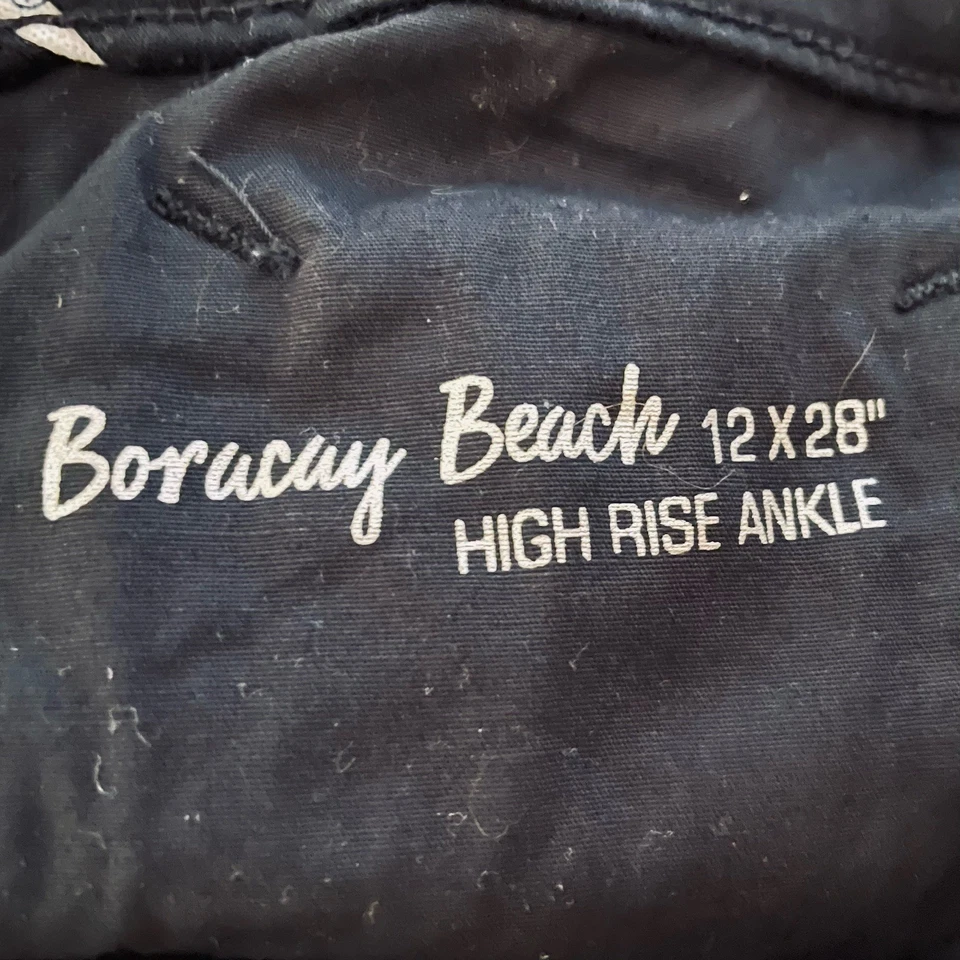 Boracay Beach 12 X 28"
HIGH RISE ANKLE